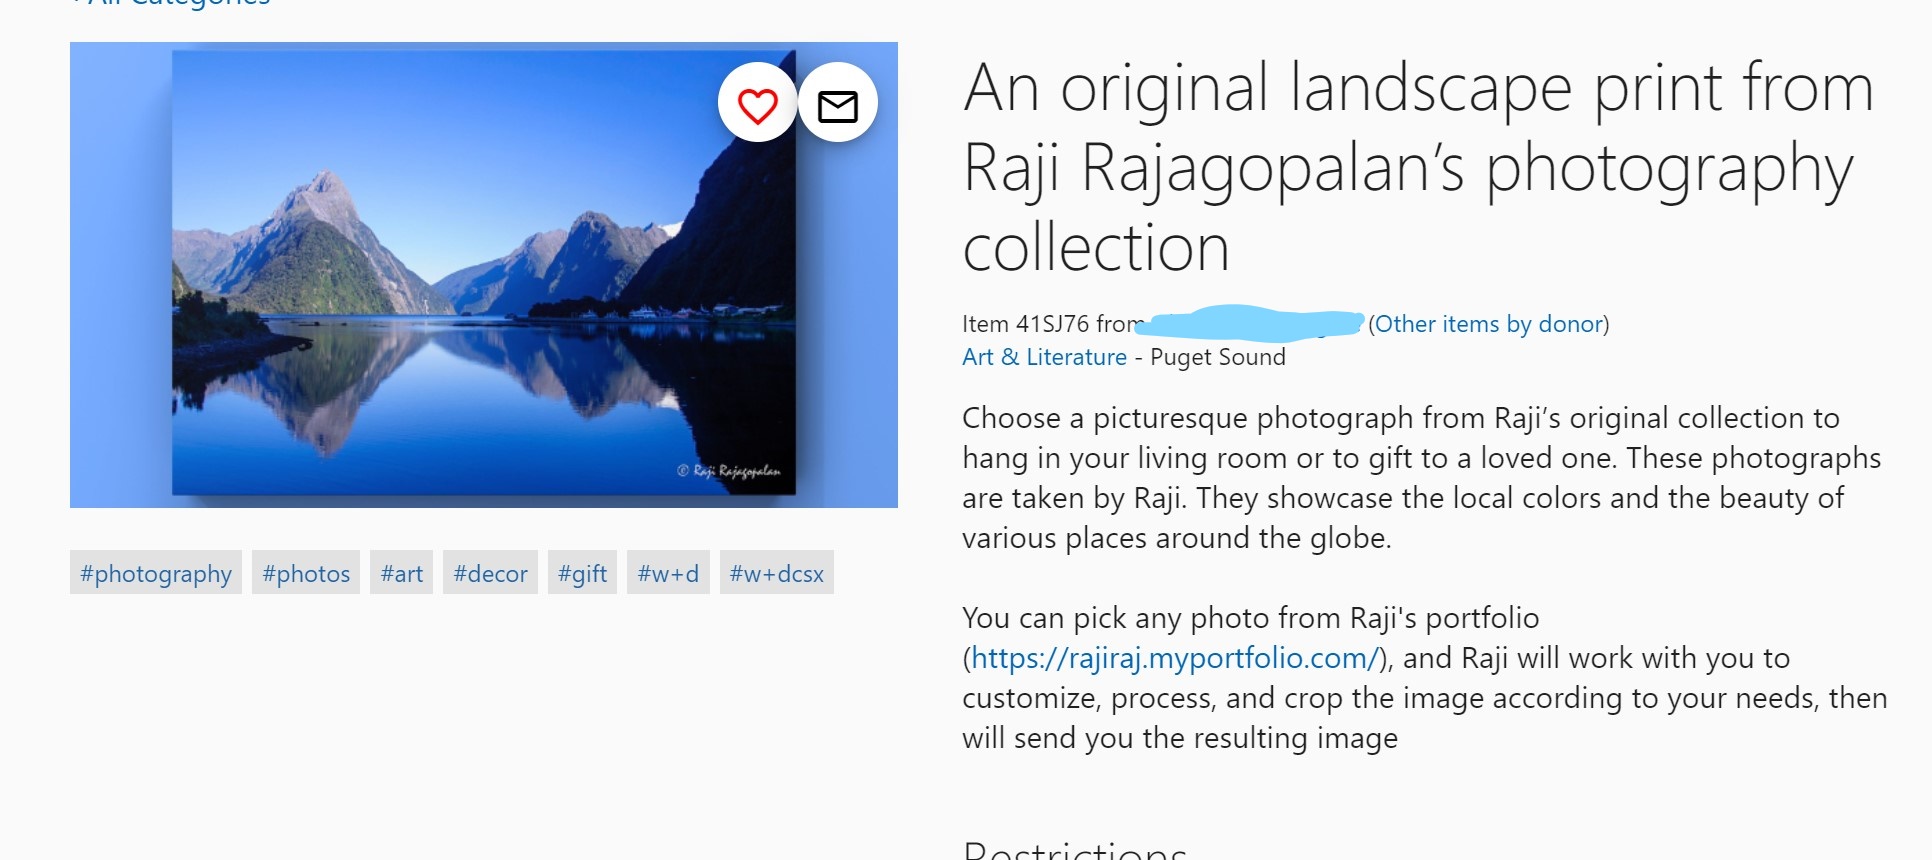 All Categories
An original landscape print from
Raji Rajagopalan’s photography
collection
© Raji Rajagopalan
Item 41SJ76 from (Other items by donor)
Art & Literature - Puget Sound
Choose a picturesque photograph from Raji’s original collection to
hang in your living room or to gift to a loved one. These photographs
are taken by Raji. They showcase the local colors and the beauty of
various places around the globe.
#photography #photos #art #decor #gift #w+d #w+dcsx
You can pick any photo from Raji's portfolio
(https://rajiraj.myportfolio.com/), and Raji will work with you to
customize, process, and crop the image according to your needs, then
will send you the resulting image
Restrictions